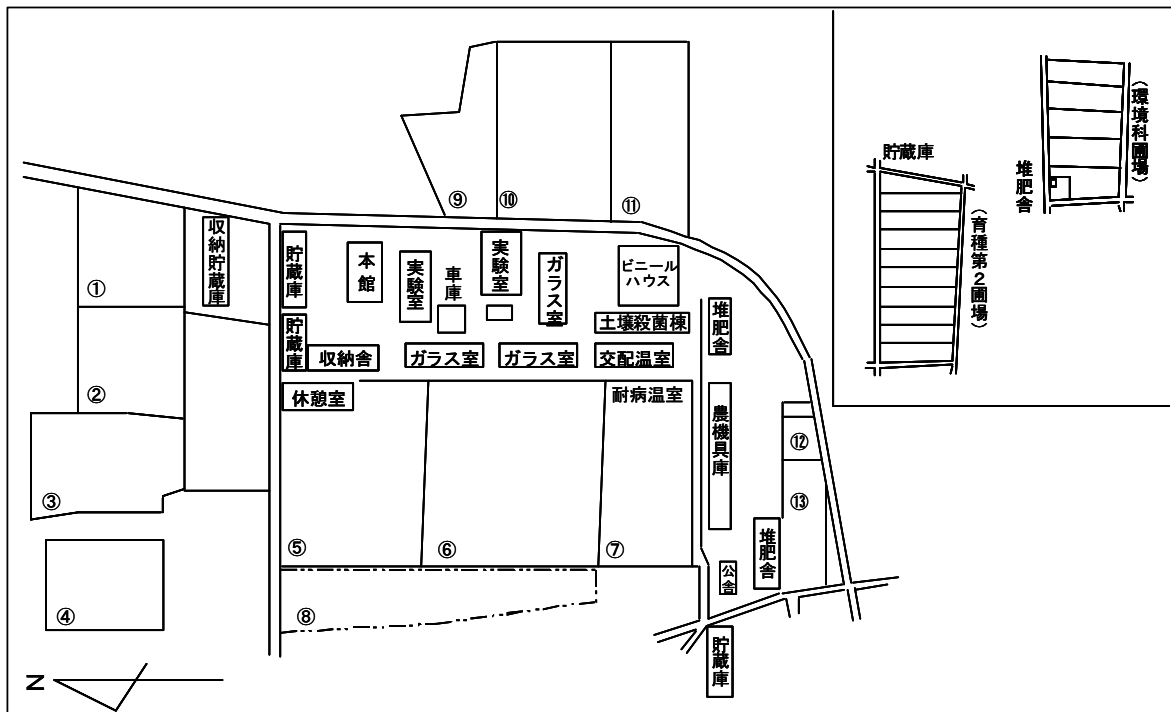 ⑨
⑩
⑪
収納貯蔵庫
貯蔵庫
本館
実験室
車庫
実験室
ガラス室
ビニール
ハウス
①
貯蔵庫
収納舎
ガラス室
ガラス室
土壌殺菌棟
交配温室
堆肥舎
②
休憩室
耐病温室
農機具庫
⑫
③
⑬
⑤
⑥
⑦
堆肥舎
公舎
④
⑧
貯蔵庫
N
貯蔵庫
(育種第2圃場)
堆肥舎
(環境科圃場)